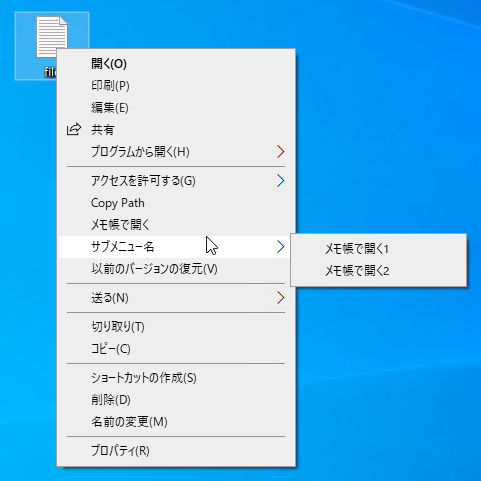 開く(O)
印刷(P)
編集(E)
共有
プログラムから開く(H)
アクセスを許可する(G)
Copy Path
メモ帳で開く
サブメニュー名
メモ帳で開く1
メモ帳で開く2
以前のバージョンの復元(V)
送る(N)
切り取り(T)
コピー(C)
ショートカットの作成(S)
削除(D)
名前の変更(M)
プロパティ(R)